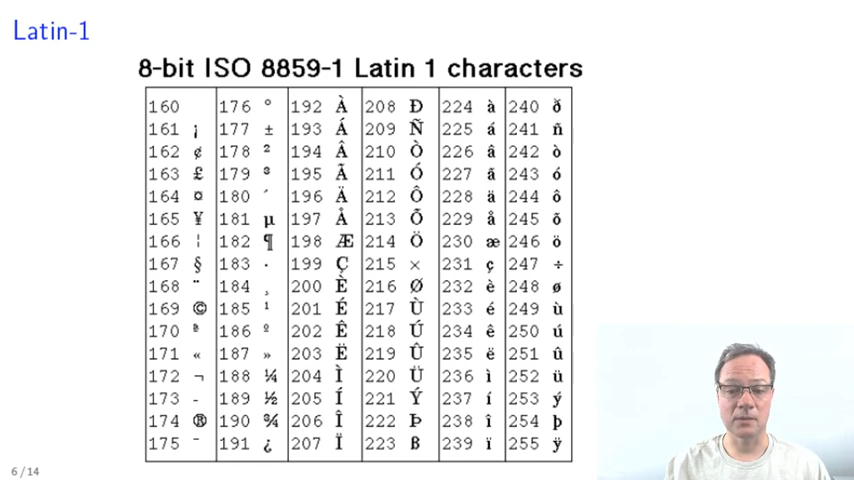 Latin-1
8-bit ISO 8859-1 Latin 1 characters
160 176 ° 192 À 208 Ð 224 à 240 ð
161 ¡ 177 ± 193 Á 209 Ñ 225 á 241 ñ
162 ¢ 178 ² 194 Â 210 Ò 226 â 242 ò
163 £ 179 ³ 195 Ã 211 Ó 227 ã 243 ó
164 ¤ 180 ´ 196 Ä 212 Ô 228 ä 244 ô
165 ¥ 181 µ 197 Å 213 Õ 229 å 245 õ
166 ¦ 182 ¶ 198 Æ 214 Ö 230 æ 246 ö
167 § 183 · 199 Ç 215 × 231 ç 247 ÷
168 ¨ 184 ¸ 200 È 216 Ø 232 è 248 ø
169 © 185 ¹ 201 É 217 Ù 233 é 249 ù
170 ª 186 º 202 Ê 218 Ú 234 ê 250 ú
171 « 187 » 203 Ë 219 Û 235 ë 251 û
172 ¬ 188 ¼ 204 Ì 220 Ü 236 ì 252 ü
173 - 189 ½ 205 Í 221 Ý 237 í 253 ý
174 ® 190 ¾ 206 Î 222 Þ 238 î 254 þ
175 ¯ 191 ¿ 207 Ï 223 ß 239 ï 255 ÿ
6 / 14